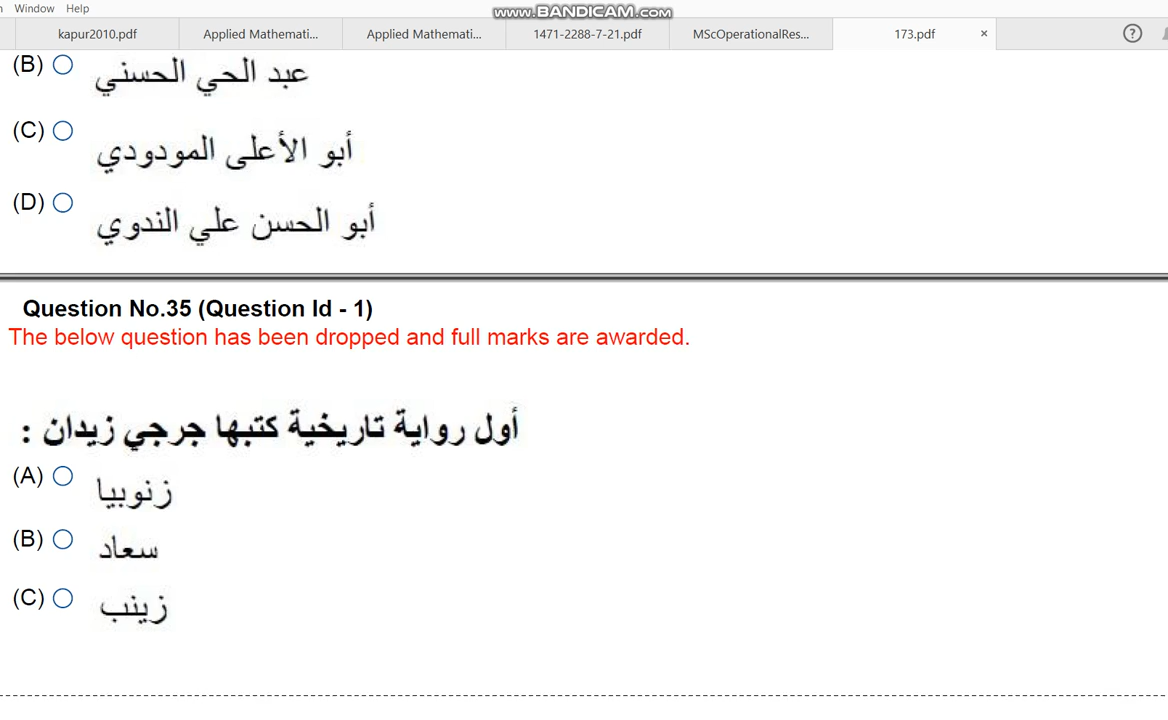 Window Help
www.BANDICAM.COM
kapur2010.pdf Applied Mathemati... Applied Mathemati... 1471-2288-7-21.pdf MScOperationalRes... 173.pdf × ?
(B) عبد الحي الحسني
(C) أبو الأعلى المودودي
(D) أبو الحسن علي الندوي
Question No.35 (Question Id - 1)
The below question has been dropped and full marks are awarded.
أول رواية تاريخية كتبها جرجي زيدان :
(A) زنوبيا
(B) سعاد
(C) زينب